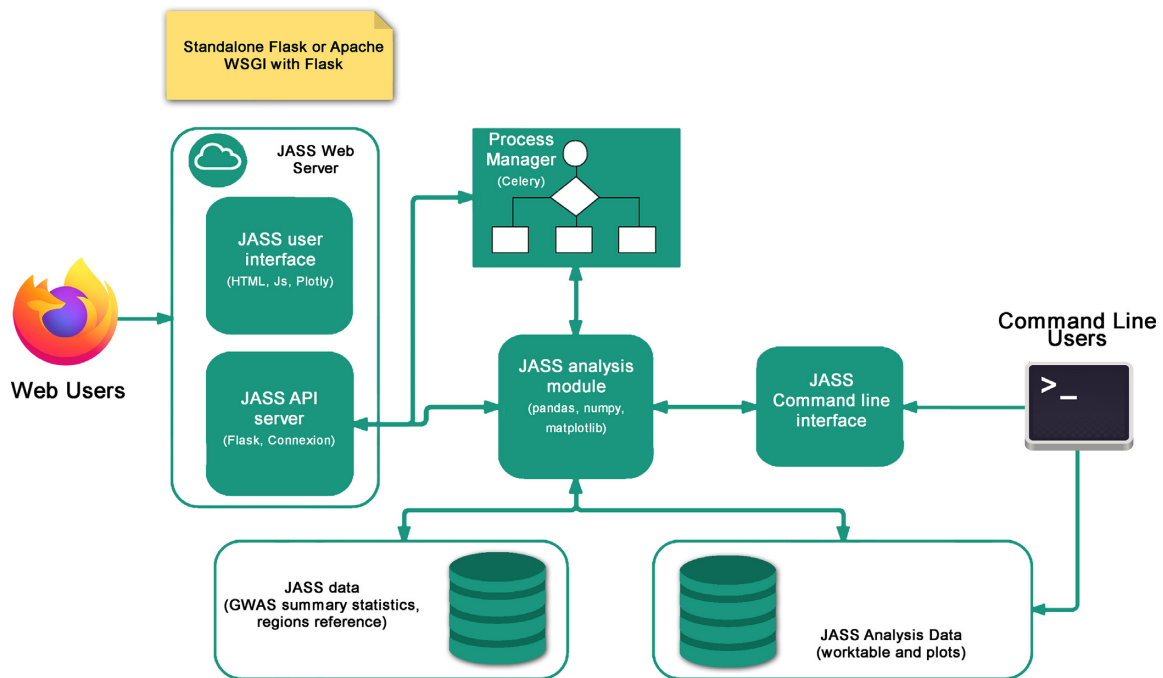 Standalone Flask or Apache
WSGI with Flask
JASS Web
Server
JASS user
interface
(HTML, Js, Plotly)
JASS API
server
(Flask, Connexion)
Web Users
Process
Manager
(Celery)
JASS analysis
module
(pandas, numpy,
matplotlib)
JASS
Command line
interface
Command Line
Users
>_
JASS data
(GWAS summary statistics,
regions reference)
JASS Analysis Data
(worktable and plots)